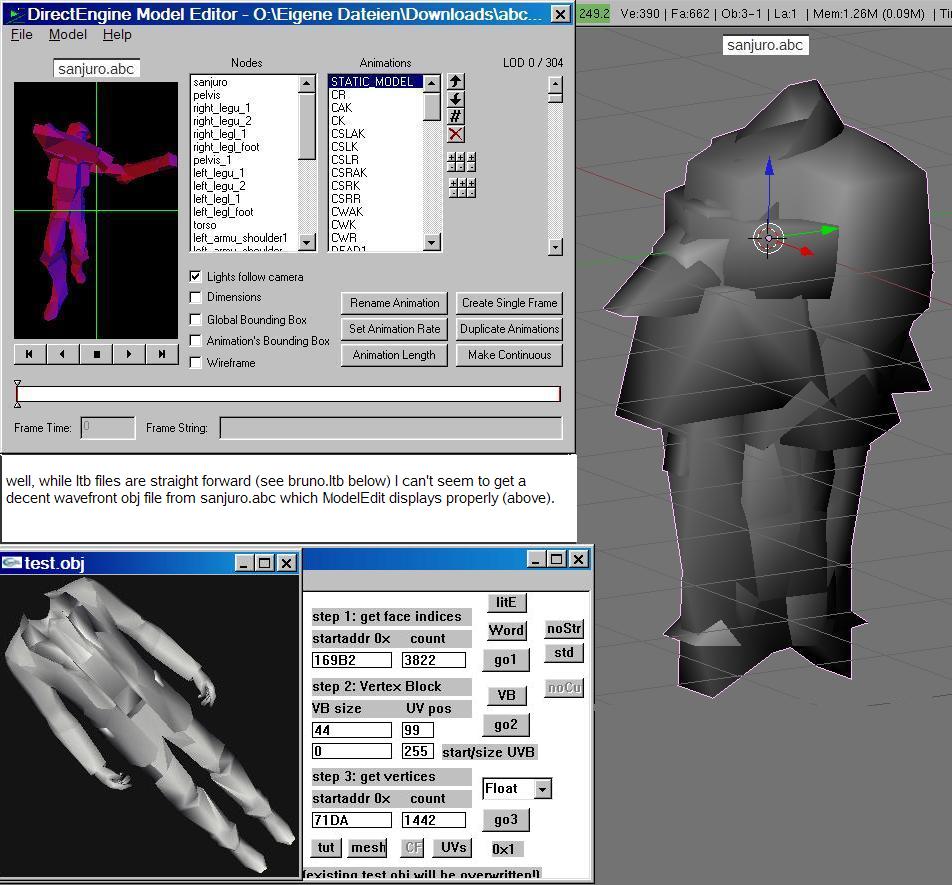 DirectEngine Model Editor - O:\Eigene Dateien\Downloads\abc...
File Model Help
sanjuro.abc
Nodes
sanjuro
pelvis
right_legu_1
right_legu_2
right_legl_1
right_legl_foot
pelvis_1
left_legu_1
left_legu_2
left_legl_1
left_legl_foot
torso
left_armu_shoulder1
left_armu_shoulder
Animations
STATIC_MODEL
CR
CAK
CK
CSLAK
CSLK
CSLR
CSRAK
CSRK
CSRR
CWAK
CWK
CWR
DEAD1
#
LOD 0 / 304
Lights follow camera
Dimensions
Global Bounding Box
Animation's Bounding Box
Wireframe
Rename Animation
Create Single Frame
Set Animation Rate
Duplicate Animations
Animation Length
Make Continuous
Frame Time: 0 Frame String:
249.2 Ve:390 | Fa:662 | Ob:3-1 | La:1 | Mem:1.26M (0.09M) | Ti
sanjuro.abc
well, while ltb files are straight forward (see bruno.ltb below) I can't seem to get a
decent wavefront obj file from sanjuro.abc which ModelEdit displays properly (above).
test.obj
step 1: get face indices
startaddr 0x count
169B2 3822
litE
Word
noStr
go1
std
step 2: Vertex Block
VB size UV pos
44 99
0 255 start/size UVB
VB
noCu
go2
step 3: get vertices
startaddr 0x count
71DA 1442
Float
go3
tut mesh CF UVs 0x1
(existing test.obj will be overwritten!)